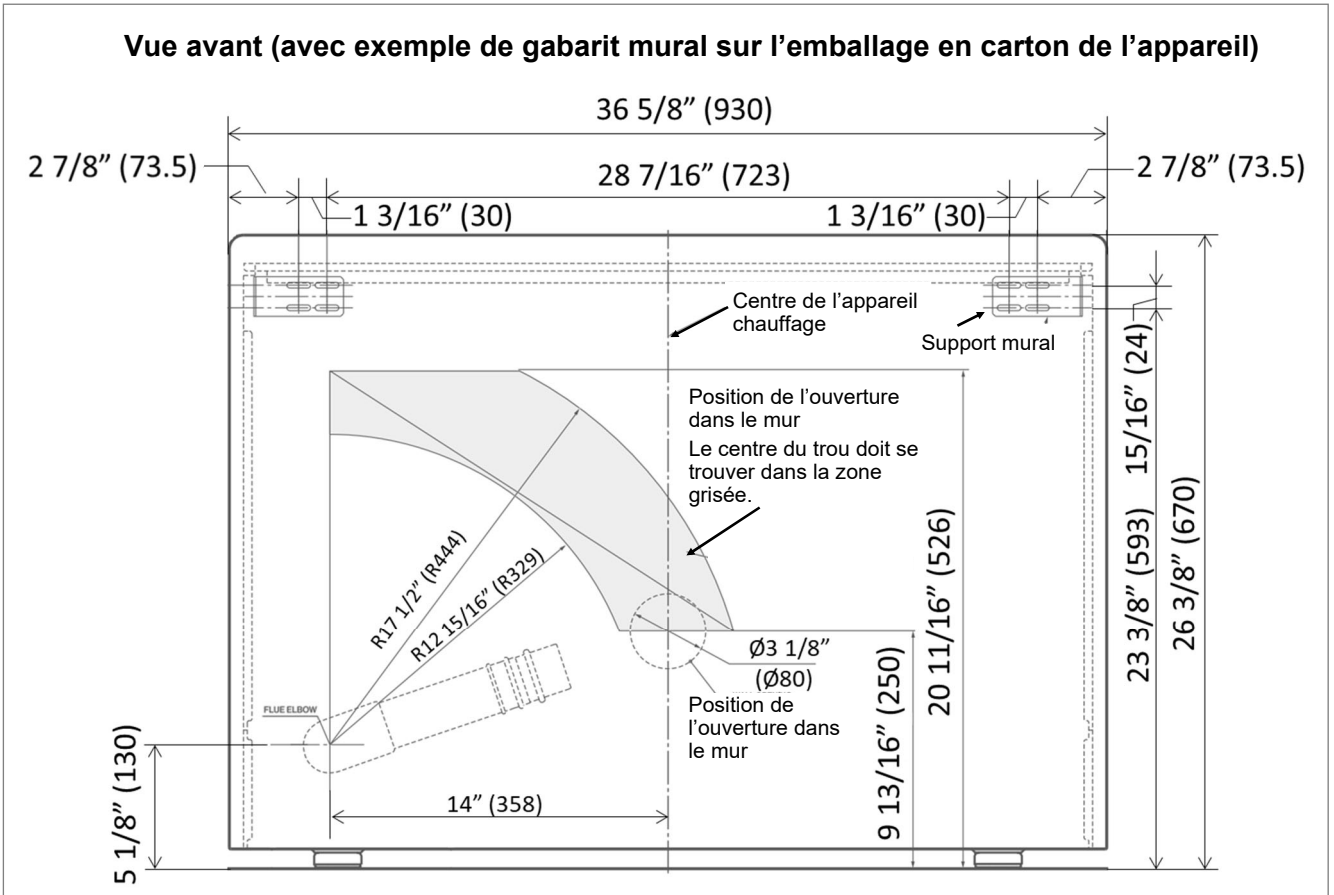 Vue avant (avec exemple de gabarit mural sur l’emballage en carton de l’appareil)
36 5/8” (930)
2 7/8” (73.5)
28 7/16” (723)
2 7/8” (73.5)
1 3/16” (30)
1 3/16” (30)
Centre de l’appareil
chauffage
Support mural
15/16” (24)
Position de l’ouverture
dans le mur
Le centre du trou doit se
trouver dans la zone
grisée.
R17 1/2” (R444)
R12 15/16” (R329)
20 11/16” (526)
23 3/8” (593)
26 3/8” (670)
Ø3 1/8”
(Ø80)
Position de
l’ouverture dans
le mur
9 13/16” (250)
FLUE ELBOW
5 1/8” (130)
14” (358)